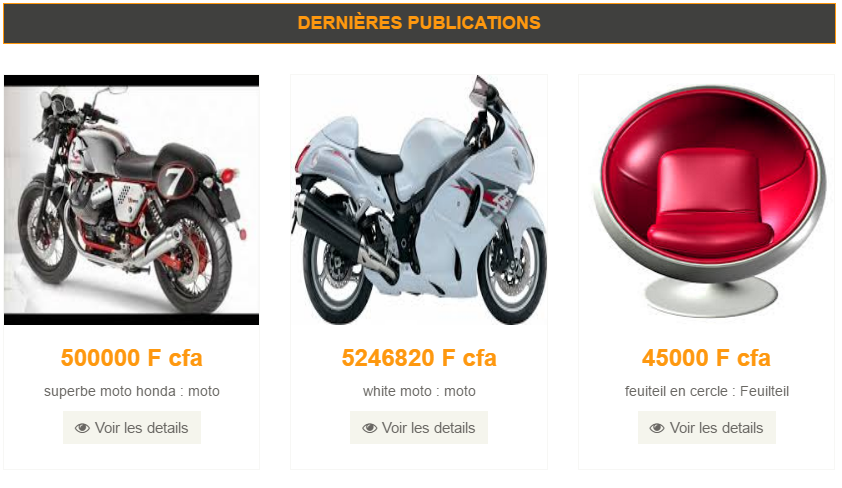 DERNIÈRES PUBLICATIONS
7
500000 F cfa
superbe moto honda : moto
Voir les details
5246820 F cfa
white moto : moto
Voir les details
45000 F cfa
feuiteil en cercle : Feuilteil
Voir les details